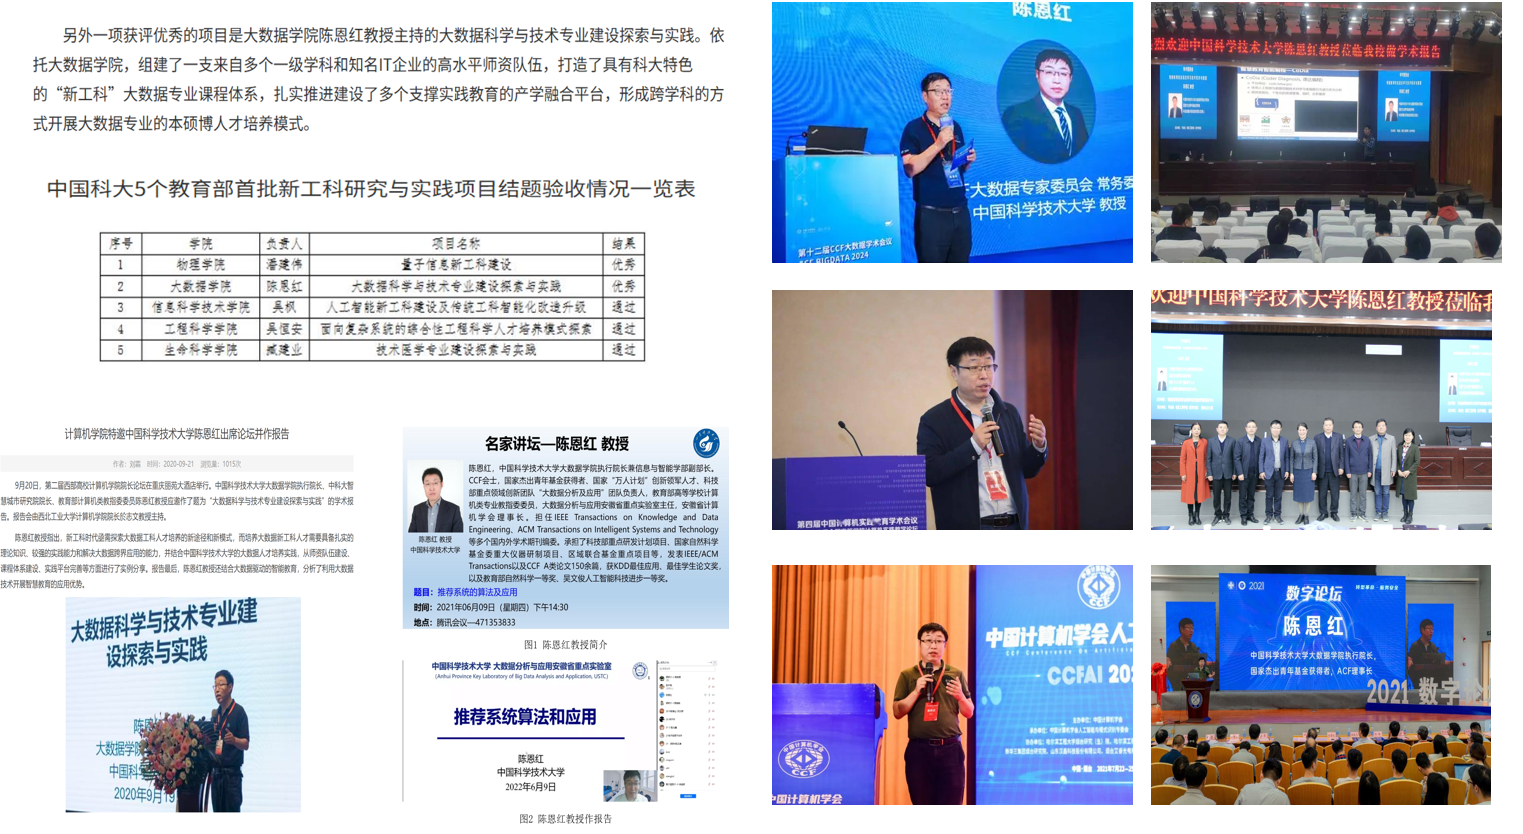 另外一项获评优秀的项目是大数据学院陈恩红教授主持的大数据科学与技术专业建设探索与实践。依
托大数据学院，组建了一支来自多个一级学科和知名IT企业的高水平师资队伍，打造了具有科大特色
的“新工科”大数据专业课程体系，扎实推进建设了多个支撑实践教育的产学融合平台，形成跨学科的方
式开展大数据专业的本硕博人才培养模式。
中国科大5个教育部首批新工科研究与实践项目结题验收情况一览表
序号 学院 负责人 项目名称 结果
1 物理学院 潘建伟 量子信息新工科建设 优秀
2 大数据学院 陈恩红 大数据科学与技术专业建设探索与实践 优秀
3 信息科学技术学院 吴枫 人工智能新工科建设及传统工科智能化改造升级 通过
4 工程科学学院 吴恒安 面向复杂系统的综合性工程科学人才培养模式探索 通过
5 生命科学学院 臧建业 技术医学专业建设探索与实践 通过
计算机学院特邀中国科学技术大学陈恩红出席论坛并作报告
作者：刘霜 时间：2020-09-21 浏览量：1015次
9月20日，第二届西部高校计算机学院院长论坛在重庆丽苑大酒店举行。中国科学技术大学大数据学院执行院长、中科大智
慧城市研究院院长、教育部计算机类教指委委员陈恩红教授应邀作了题为“大数据科学与技术专业建设探索与实践”的学术报
告。报告会由西北工业大学计算机学院院长於志文教授主持。
陈恩红教授指出，新工科时代亟需探索大数据工科人才培养的新途径和新模式，而培养大数据新工科人才需要具备扎实的
理论知识、较强的实践能力和解决大数据跨界应用的能力，并结合中国科学技术大学的大数据人才培养实践，从师资队伍建设、
课程体系建设、实践平台完善等方面进行了实例分享。报告最后，陈恩红教授还结合大数据驱动的智能教育，分析了利用大数据
技术开展智慧教育的应用优势。
大数据科学与技术专业建
设探索与实践
陈恩
大数据学院
中国科
2020年9月19
名家讲坛—陈恩红 教授
陈恩红，中国科学技术大学大数据学院执行院长兼信息与智能学部副部长。
CCF会士，国家杰出青年基金获得者，国家“万人计划”创新领军人才、科技
部重点领域创新团队“大数据分析及应用”团队负责人，教育部高等学校计算
机类专业教指委委员，大数据分析与应用安徽省重点实验室主任，安徽省计算
机学会理事长。担任IEEE Transactions on Knowledge and Data
Engineering、ACM Transactions on Intelligent Systems and Technology
等多个国内外学术期刊编委。承担了科技部重点研发计划项目、国家自然科学
基金委重大仪器研制项目、区域联合基金重点项目等，发表IEEE/ACM
Transactions以及CCF A类论文150余篇，获KDD最佳应用、最佳学生论文奖，
以及教育部自然科学一等奖、吴文俊人工智能科技进步一等奖。
陈恩红 教授
中国科学技术大学
题目：推荐系统的算法及应用
时间：2021年06月09日（星期四）下午14:30
地点：腾讯会议—471353833
图1 陈恩红教授简介
中国科学技术大学 大数据分析与应用安徽省重点实验室
(Anhui Province Key Laboratory of Big Data Analysis and Application, USTC)
推荐系统算法和应用
陈恩红
中国科学技术大学
2022年6月9日
图2 陈恩红教授作报告
陈恩红
大数据专家委员会 常务委
中国科学技术大学 教授
第十二届CCF大数据学术会议
CCF BIGDATA 2024
烈欢迎中国科学技术大学陈恩红教授莅临我校做学术报告
第四届中国计算机实践教育学术会议
欢迎中国科学技术大学陈恩红教授莅临我
CCF
中国计算机学会人工
CCFAI 202
中国计算机学会
2021
数字论坛
陈恩红
中国科学技术大学大数据学院执行院长，
国家杰出青年基金获得者，ACF理事长
2021 数字